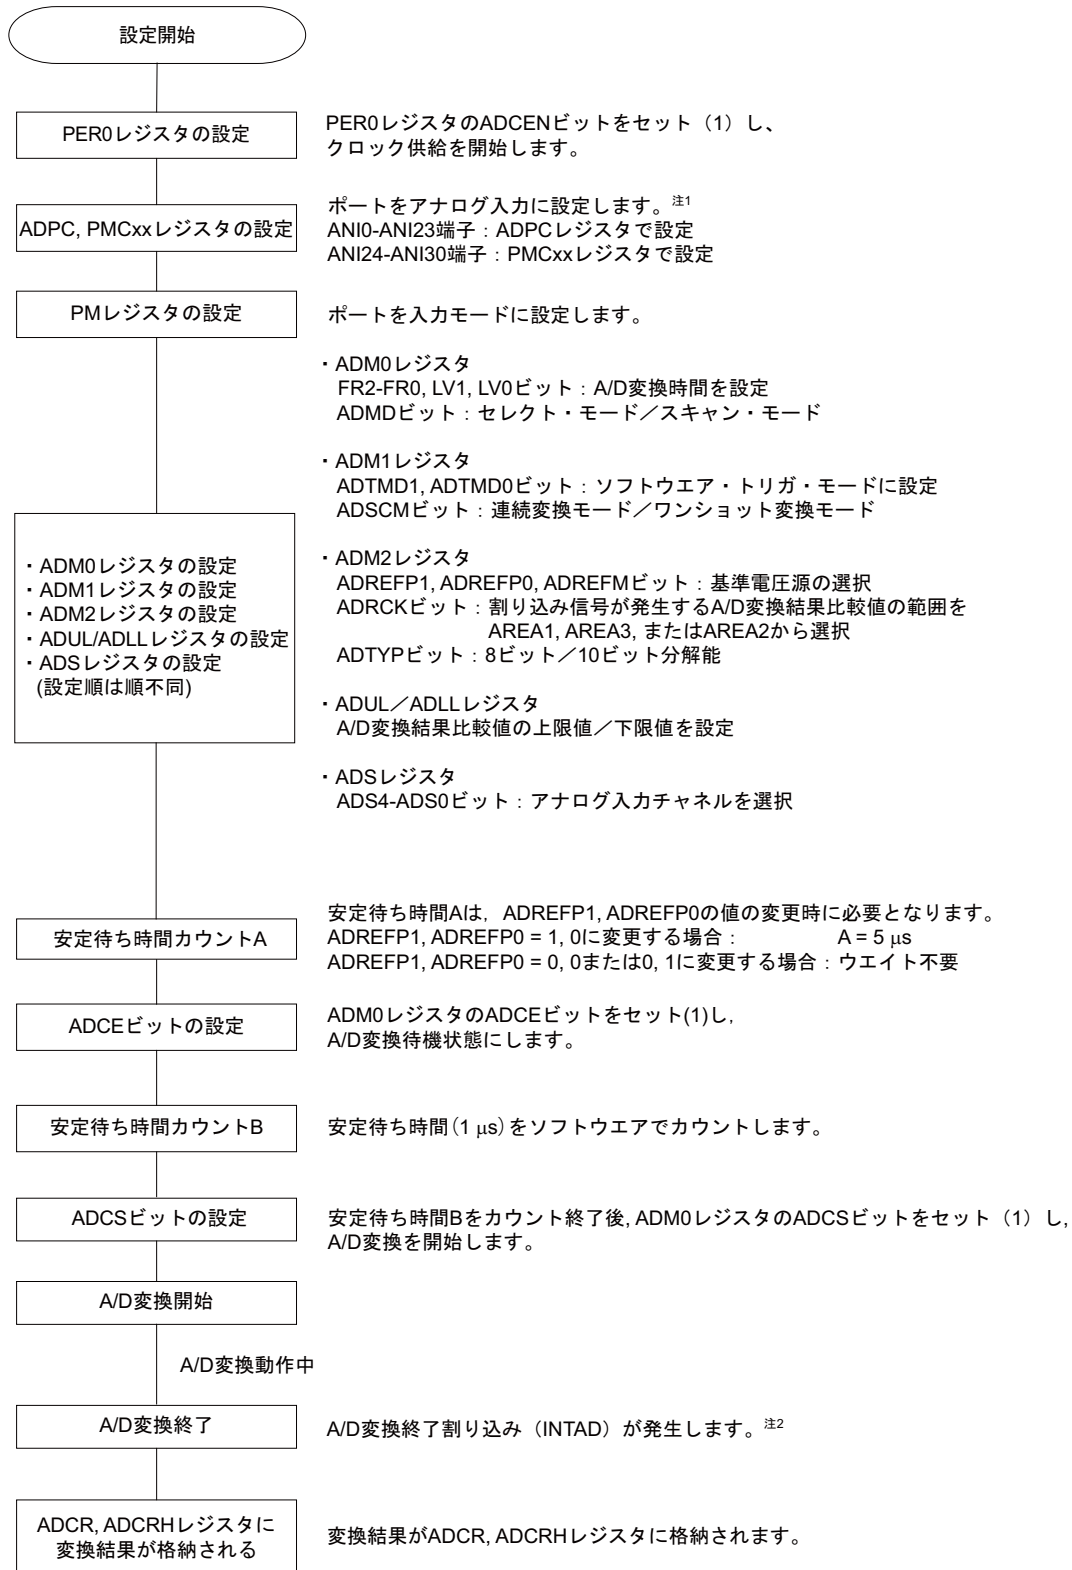 設定開始
PER0レジスタの設定
PER0レジスタのADCENビットをセット（1）し、
クロック供給を開始します。
ADPC, PMCxxレジスタの設定
ポートをアナログ入力に設定します。注1
ANI0-ANI23端子：ADPCレジスタで設定
ANI24-ANI30端子：PMCxxレジスタで設定
PMレジスタの設定
ポートを入力モードに設定します。
・ADM0レジスタの設定
・ADM1レジスタの設定
・ADM2レジスタの設定
・ADUL/ADLLレジスタの設定
・ADSレジスタの設定
(設定順は順不同)
・ADM0レジスタ
FR2-FR0, LV1, LV0ビット：A/D変換時間を設定
ADMDビット：セレクト・モード／スキャン・モード
・ADM1レジスタ
ADTMD1, ADTMD0ビット：ソフトウエア・トリガ・モードに設定
ADSCMビット：連続変換モード／ワンショット変換モード
・ADM2レジスタ
ADREFP1, ADREFP0, ADREFMビット：基準電圧源の選択
ADRCKビット：割り込み信号が発生するA/D変換結果比較値の範囲を
AREA1, AREA3, またはAREA2から選択
ADTYPビット：8ビット／10ビット分解能
・ADUL／ADLLレジスタ
A/D変換結果比較値の上限値／下限値を設定
・ADSレジスタ
ADS4-ADS0ビット：アナログ入力チャネルを選択
安定待ち時間カウントA
安定待ち時間Aは，ADREFP1, ADREFP0の値の変更時に必要となります。
ADREFP1, ADREFP0 = 1, 0に変更する場合： A = 5 μs
ADREFP1, ADREFP0 = 0, 0または0, 1に変更する場合：ウエイト不要
ADCEビットの設定
ADM0レジスタのADCEビットをセット(1)し，
A/D変換待機状態にします。
安定待ち時間カウントB
安定待ち時間(1 μs)をソフトウエアでカウントします。
ADCSビットの設定
安定待ち時間Bをカウント終了後, ADM0レジスタのADCSビットをセット（1）し,
A/D変換を開始します。
A/D変換開始
A/D変換動作中
A/D変換終了
A/D変換終了割り込み（INTAD）が発生します。注2
ADCR, ADCRHレジスタに
変換結果が格納される
変換結果がADCR, ADCRHレジスタに格納されます。